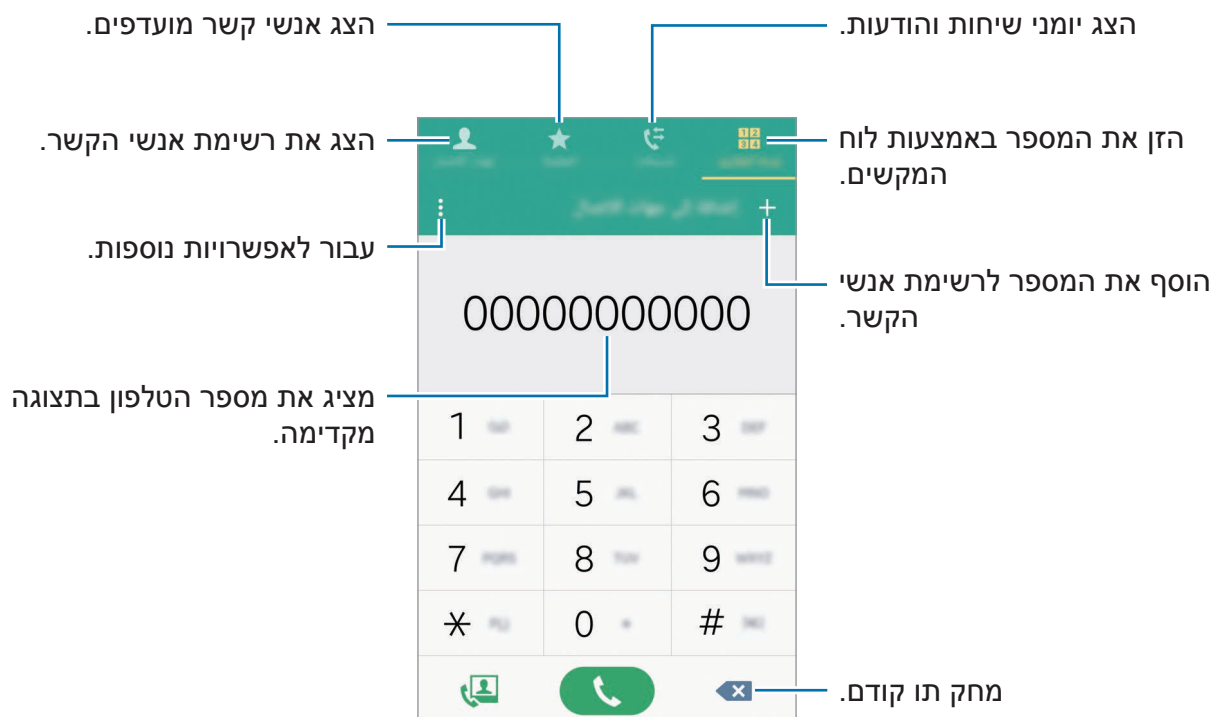 הצג יומני שיחות והודעות.
הצג אנשי קשר מועדפים.
הזן את המספר באמצעות לוח
המקשים.
הצג את רשימת אנשי הקשר.
הוסף את המספר לרשימת אנשי
הקשר.
עבור לאפשרויות נוספות.
00000000000
מציג את מספר הטלפון בתצוגה
מקדימה.
1 2 3
4 5 6
7 8 9
* 0 #
מחק תו קודם.